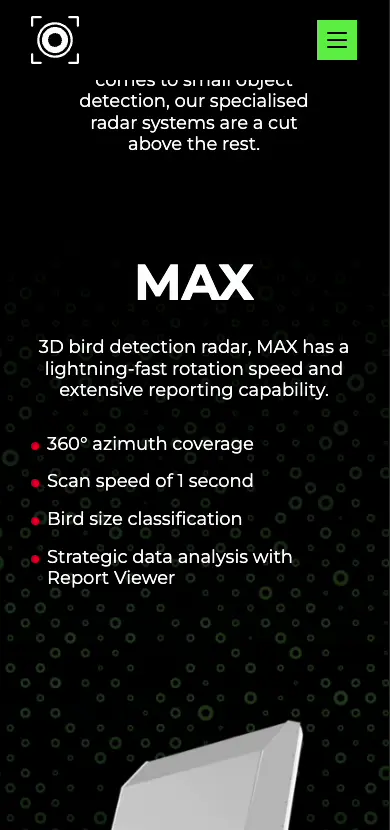 comes to small object
detection, our specialised
radar systems are a cut
above the rest.
MAX
3D bird detection radar, MAX has a
lightning-fast rotation speed and
extensive reporting capability.
360° azimuth coverage
Scan speed of 1 second
Bird size classification
Strategic data analysis with
Report Viewer